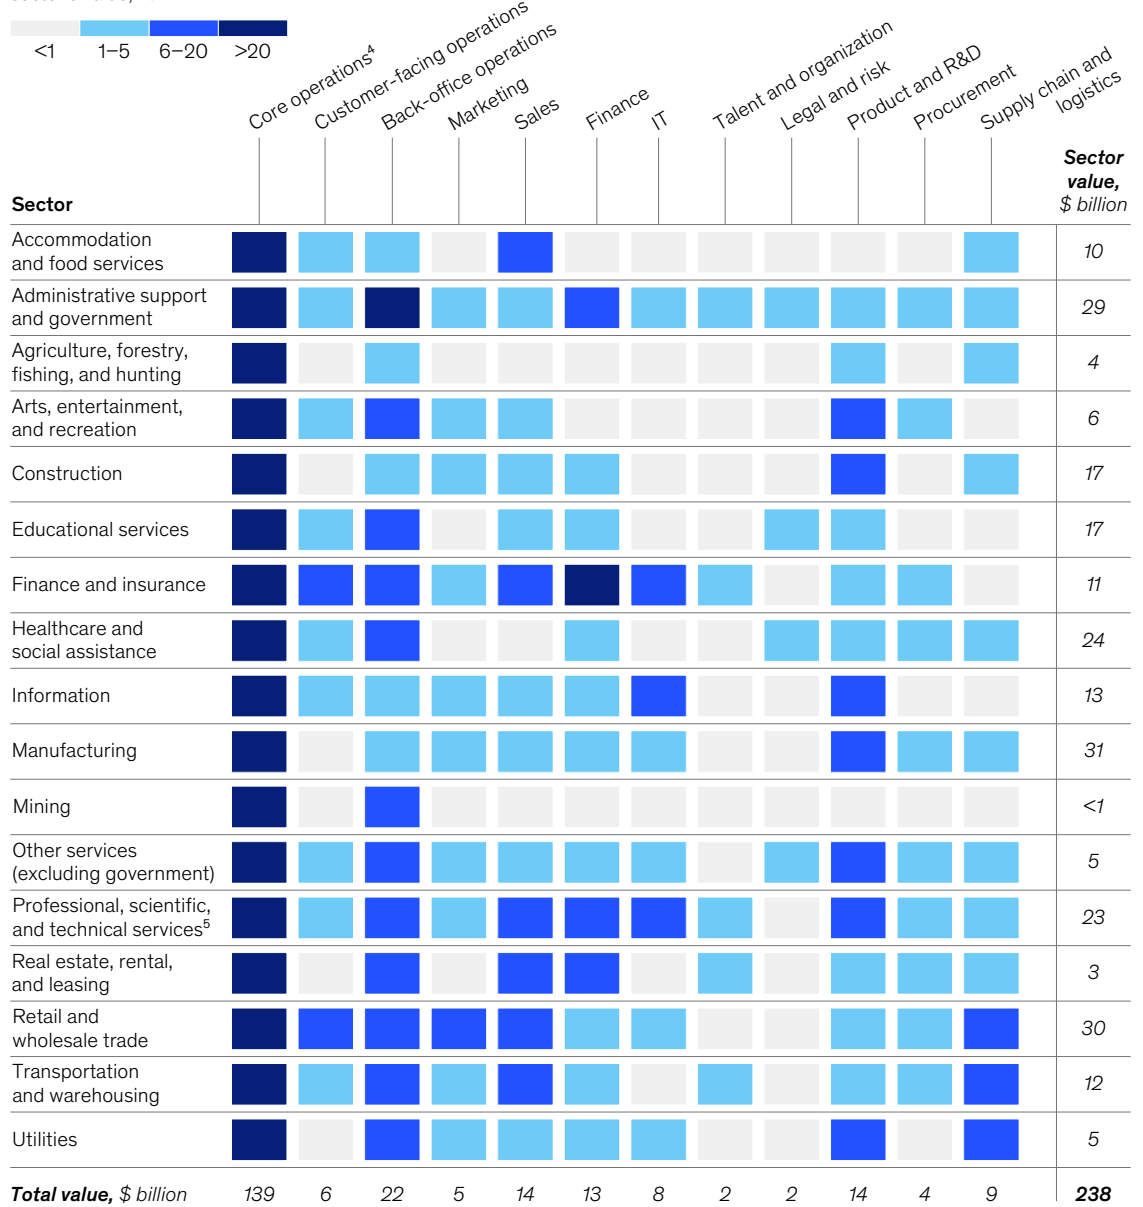 <1 1–5 6–20 >20
Core operations⁴
Customer-facing operations
Back-office operations
Marketing
Sales
Finance
IT
Talent and organization
Legal and risk
Product and R&D
Procurement
Supply chain and
logistics
Sector
value,
$ billion
Sector
Accommodation
and food services
10
Administrative support
and government
29
Agriculture, forestry,
fishing, and hunting
4
Arts, entertainment,
and recreation
6
Construction 17
Educational services 17
Finance and insurance 11
Healthcare and
social assistance
24
Information 13
Manufacturing 31
Mining <1
Other services
(excluding government)
5
Professional, scientific,
and technical services⁵
23
Real estate, rental,
and leasing
3
Retail and
wholesale trade
30
Transportation
and warehousing
12
Utilities 5
Total value, $ billion 139 6 22 5 14 13 8 2 2 14 4 9 238